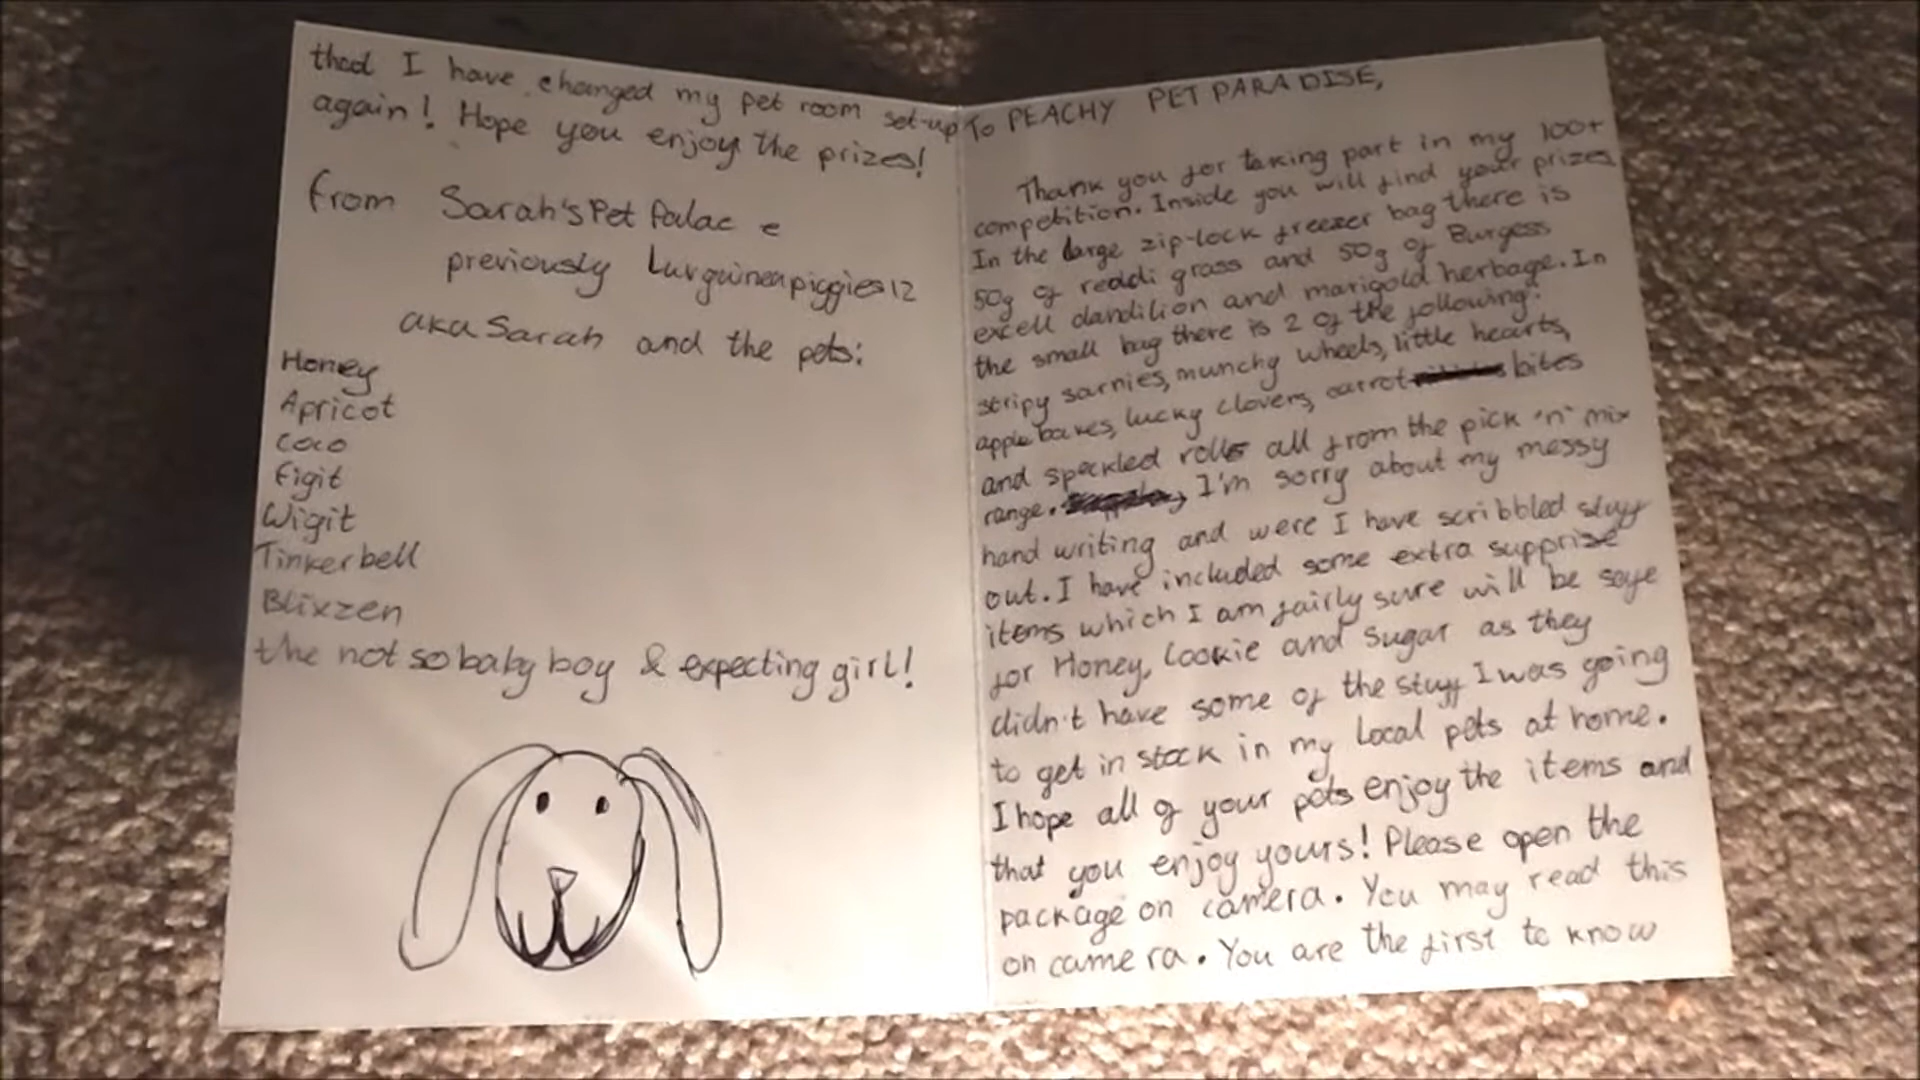 To PEACHY PET PARADISE,
Thank you for taking part in my 100+
competition. Inside you will find your prizes
In the large zip-lock freezer bag there is
50g of readi grass and 50g of Burgess
excell dandilion and marigold herbage. In
the small bag there is 2 of the following:
stripy sarnies, munchy wheels, little hearts,
apple bakes, lucky clovers, carrot bites
and speckled rolls all from the pick 'n' mix
range. I'm sorry about my messy
hand writing and were I have scribbled stuff
out. I have included some extra supprise
items which I am fairly sure will be saye
for Honey, Cookie and Sugar as they
didn't have some of the stuff I was going
to get in stock in my local pets at home.
I hope all of your pets enjoy the items and
that you enjoy yours! Please open the
package on camera. You may read this
on camera. You are the first to know
that I have changed my pet room set-up
again! Hope you enjoy the prizes!
from Sarah's Pet Palace
previously Luvguineapiggies12
aka Sarah and the pets:
Honey
Apricot
Coco
Figit
Wigit
Tinkerbell
Blixzen
the not so baby boy & expecting girl!